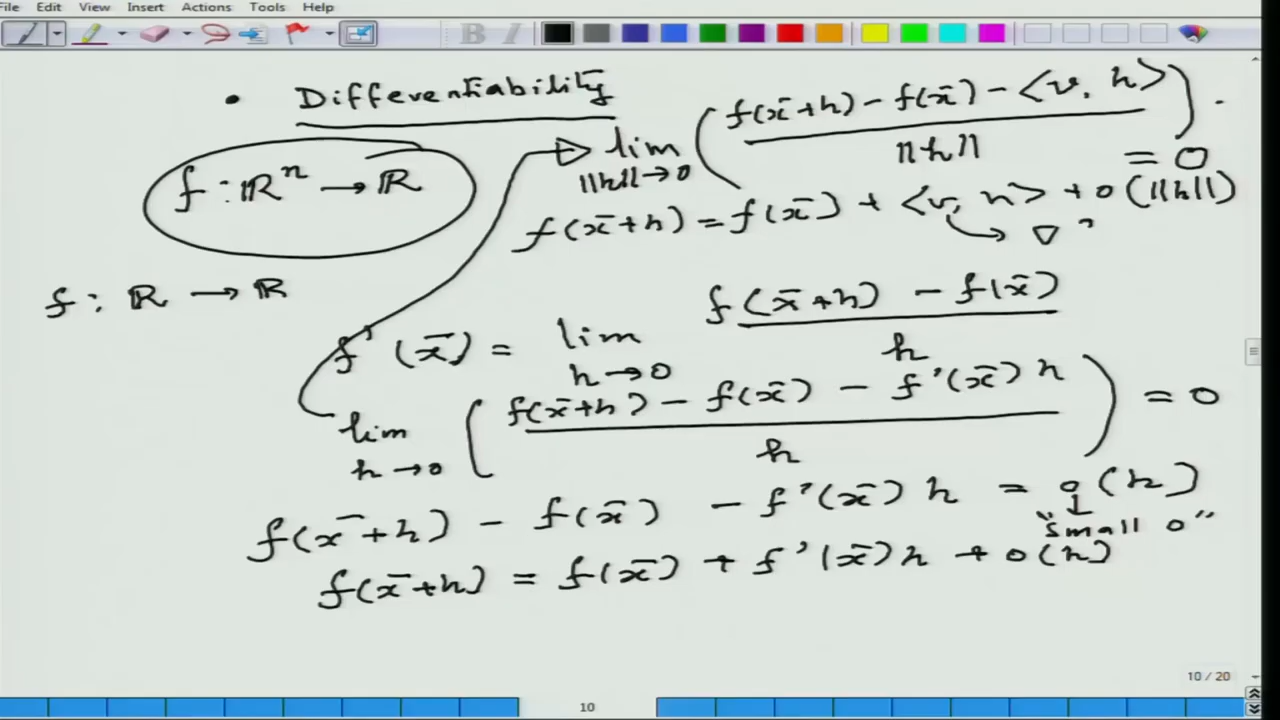 File Edit View Insert Actions Tools Help
B I
• Differentiability
f : ℝⁿ → ℝ
lim ||h||→0 ( f(x̄+h) − f(x̄) − <v, h> / ||h|| ) = 0
f(x̄+h) = f(x̄) + <v, h> + o(||h||)
→ ∇
f : ℝ → ℝ
f'(x̄) = lim h→0 f(x̄+h) − f(x̄) / h
lim h→0 ( f(x̄+h) − f(x̄) − f'(x̄)h / h ) = 0
f(x̄+h) − f(x̄) − f'(x̄)h = o(h)
"small o"
f(x̄+h) = f(x̄) + f'(x̄)h + o(h)
10 / 20
10